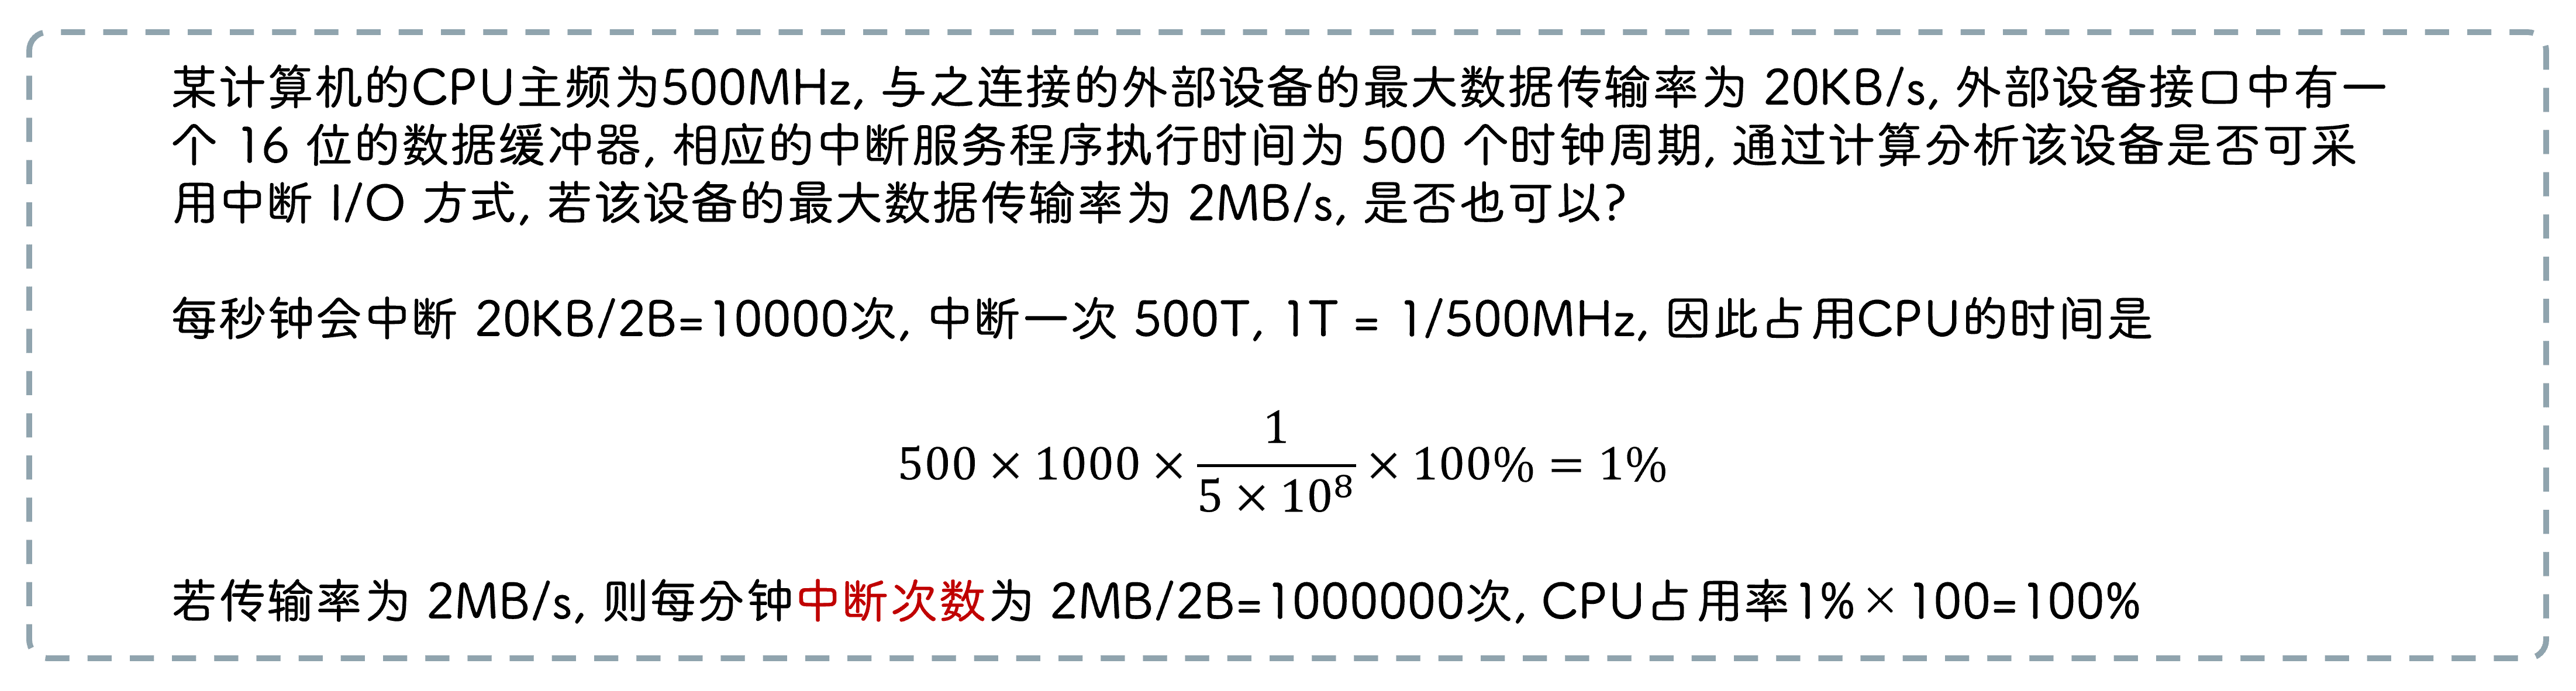 某计算机的CPU主频为500MHz, 与之连接的外部设备的最大数据传输率为 20KB/s, 外部设备接口中有一
个 16 位的数据缓冲器, 相应的中断服务程序执行时间为 500 个时钟周期, 通过计算分析该设备是否可采
用中断 I/O 方式, 若该设备的最大数据传输率为 2MB/s, 是否也可以?
每秒钟会中断 20KB/2B=10000次, 中断一次 500T, 1T = 1/500MHz, 因此占用CPU的时间是
500 × 1000 × \frac{1}{5 × 10^8} × 100% = 1%
若传输率为 2MB/s, 则每分钟中断次数为 2MB/2B=1000000次, CPU占用率1%×100=100%